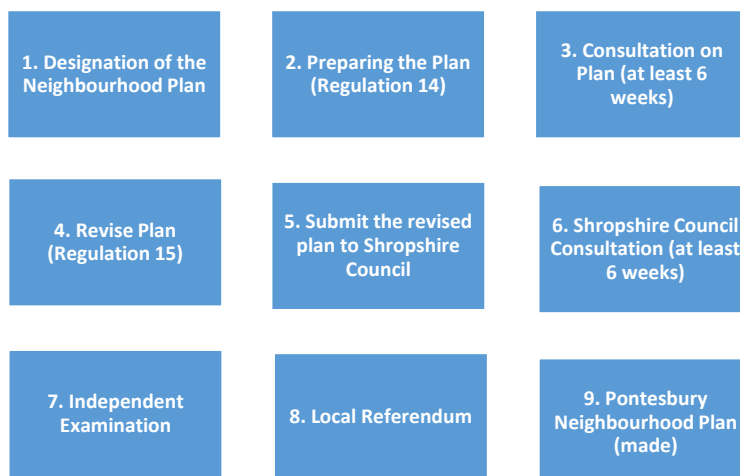 1. Designation of the
Neighbourhood Plan
2. Preparing the Plan
(Regulation 14)
3. Consultation on
Plan (at least 6
weeks)
4. Revise Plan
(Regulation 15)
5. Submit the revised
plan to Shropshire
Council
6. Shropshire Council
Consultation (at least
6 weeks)
7. Independent
Examination
8. Local Referendum
9. Pontesbury
Neighbourhood Plan
(made)